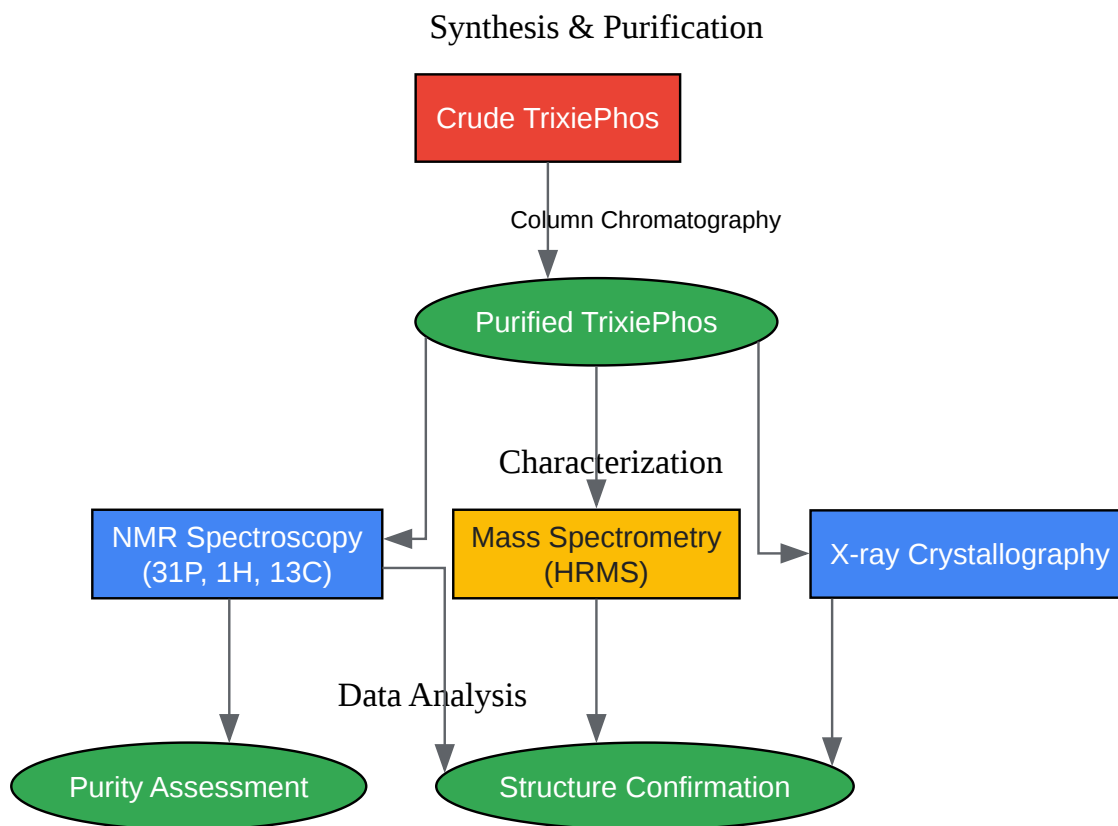 Synthesis & Purification
Crude TrixiePhos
Column Chromatography
Purified TrixiePhos
Characterization
NMR Spectroscopy
(31P, 1H, 13C)
Mass Spectrometry
(HRMS)
X-ray Crystallography
Data Analysis
Purity Assessment
Structure Confirmation